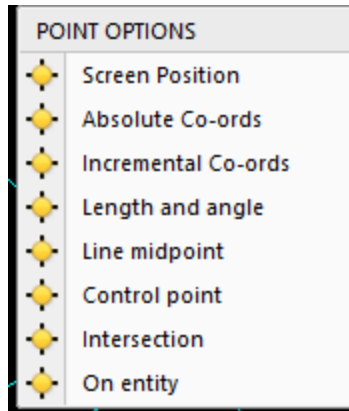 POINT OPTIONS
Screen Position
Absolute Co-ords
Incremental Co-ords
Length and angle
Line midpoint
Control point
Intersection
On entity